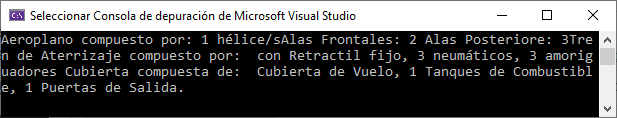 Seleccionar Consola de depuración de Microsoft Visual Studio
Aeroplano compuesto por: 1 hélice/sAlas Frontales: 2 Alas Posteriore: 3Tre
n de Aterrizaje compuesto por:  con Retractil fijo, 3 neumáticos, 3 amorig
uadores Cubierta compuesta de:  Cubierta de Vuelo, 1 Tanques de Combustibl
e, 1 Puertas de Salida.